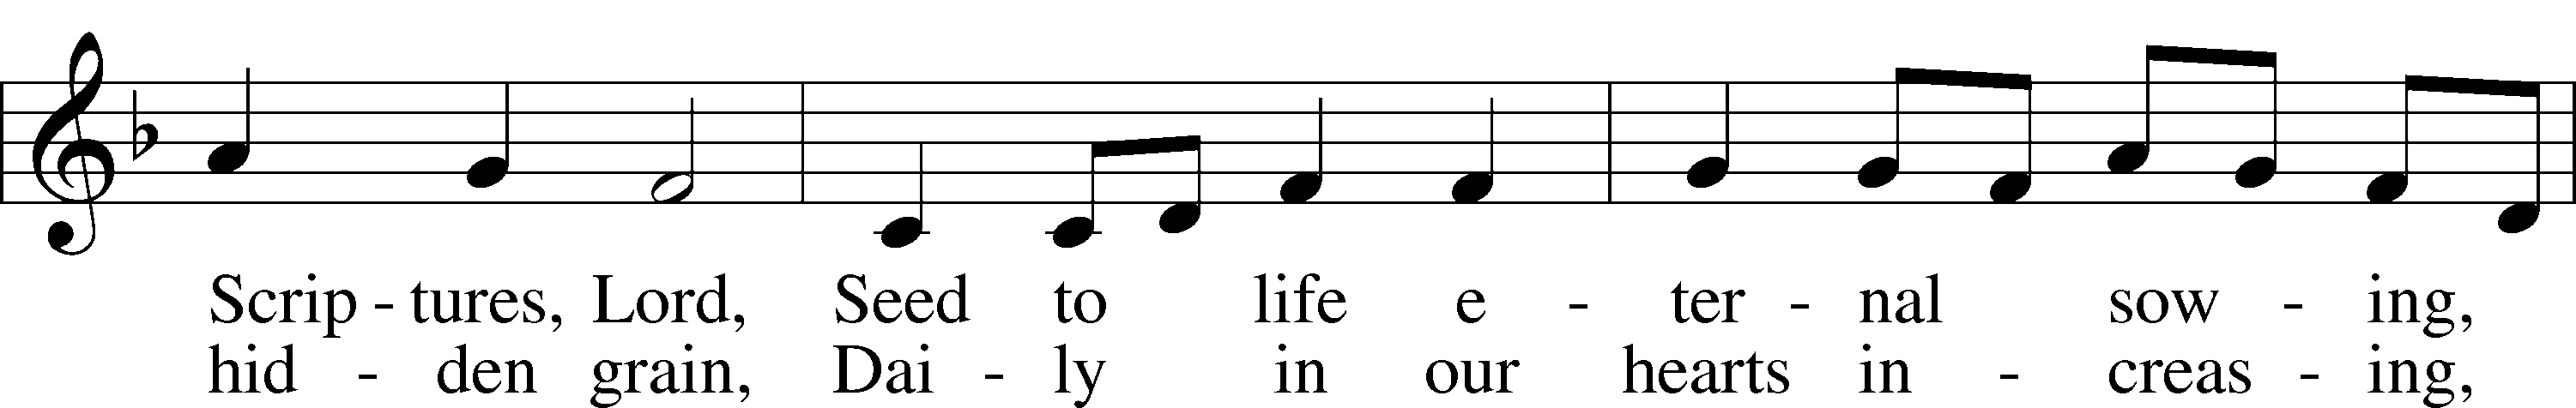 Scrip - tures, Lord, Seed to life e - ter - nal sow - ing,
hid - den grain, Dai - ly in our hearts in - creas - ing,